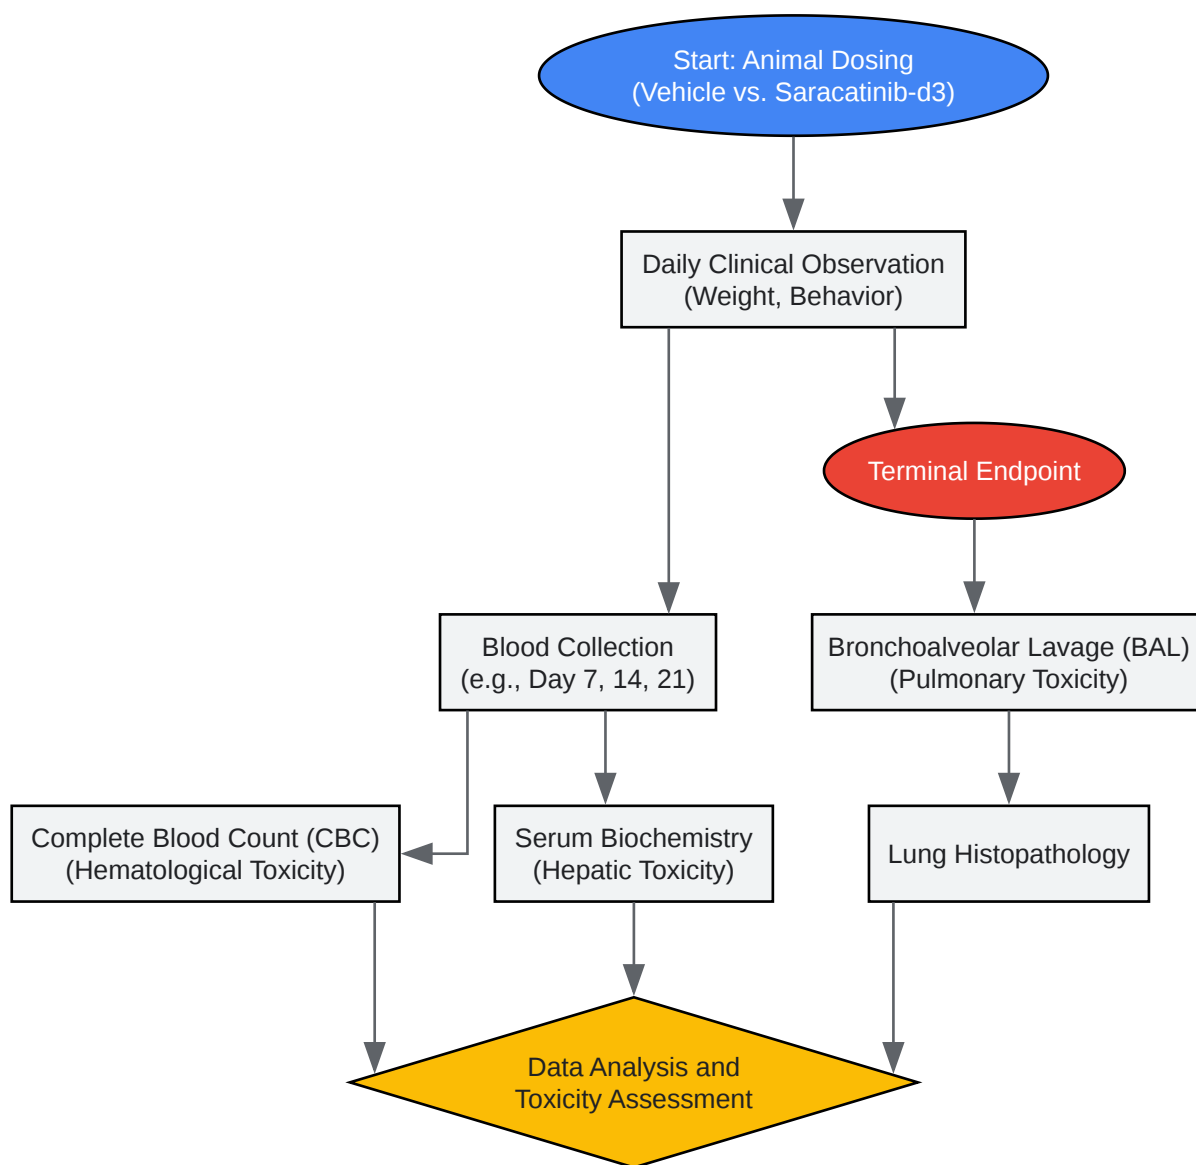 Start: Animal Dosing
(Vehicle vs. Saracatinib-d3)
Daily Clinical Observation
(Weight, Behavior)
Terminal Endpoint
Blood Collection
(e.g., Day 7, 14, 21)
Bronchoalveolar Lavage (BAL)
(Pulmonary Toxicity)
Complete Blood Count (CBC)
(Hematological Toxicity)
Serum Biochemistry
(Hepatic Toxicity)
Lung Histopathology
Data Analysis and
Toxicity Assessment